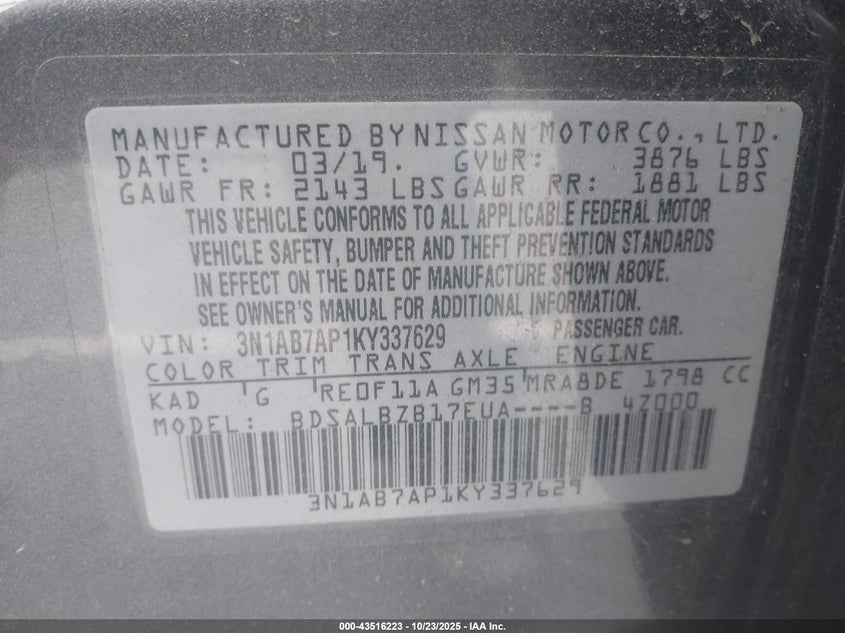 MANUFACTURED BY NISSAN MOTOR CO., LTD.
DATE: 03/19. GVWR: 3876 LBS
GAWR FR: 2143 LBS GAWR RR: 1881 LBS
THIS VEHICLE CONFORMS TO ALL APPLICABLE FEDERAL MOTOR
VEHICLE SAFETY, BUMPER AND THEFT PREVENTION STANDARDS
IN EFFECT ON THE DATE OF MANUFACTURE SHOWN ABOVE.
SEE OWNER'S MANUAL FOR ADDITIONAL INFORMATION.
VIN: 3N1AB7AP1KY337629 PASSENGER CAR.
COLOR TRIM TRANS AXLE ENGINE
KAD G RE0F11A GM35 MRA8DE 1798 CC
MODEL: BDSALBZB17EUA----B 4Z000
3N1AB7AP1KY337629
000-43516223 - 10/23/2025 - IAA Inc.